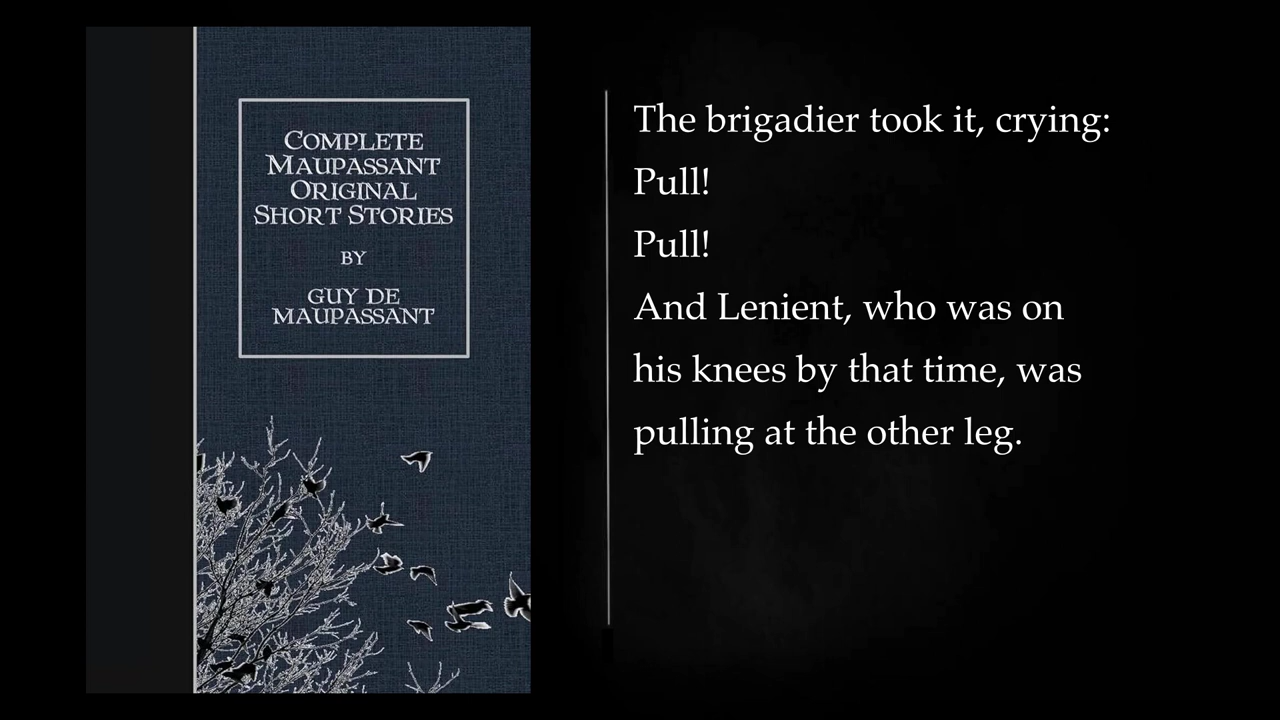 COMPLETE
MAUPASSANT
ORIGINAL
SHORT STORIES
BY
GUY DE
MAUPASSANT
The brigadier took it, crying:
Pull!
Pull!
And Lenient, who was on
his knees by that time, was
pulling at the other leg.